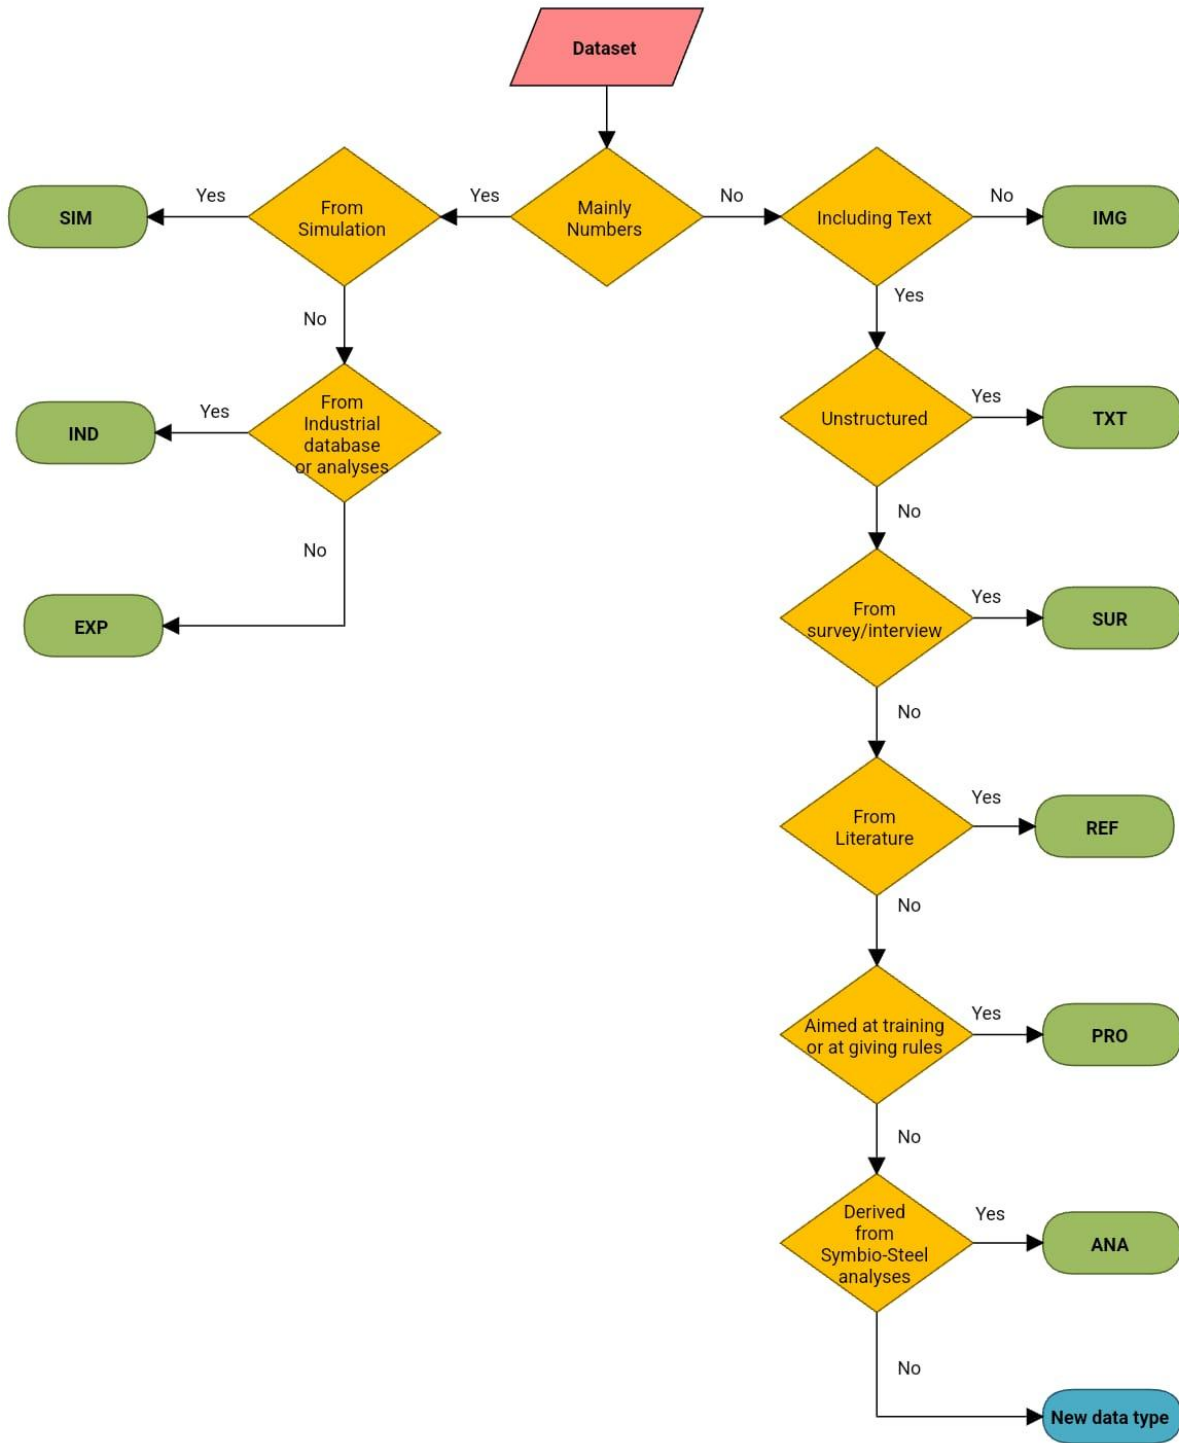 Dataset
Yes
From
Simulation
Yes
Mainly
Numbers
No
Including Text
No
SIM
IMG
Yes
No
Yes
From
Industrial
database
or analyses
Unstructured
Yes
IND
TXT
No
No
From
survey/interview
Yes
EXP
SUR
No
From
Literature
Yes
REF
No
Aimed at training
or at giving rules
Yes
PRO
No
Derived
from
Symbio-Steel
analyses
Yes
ANA
No
New data type